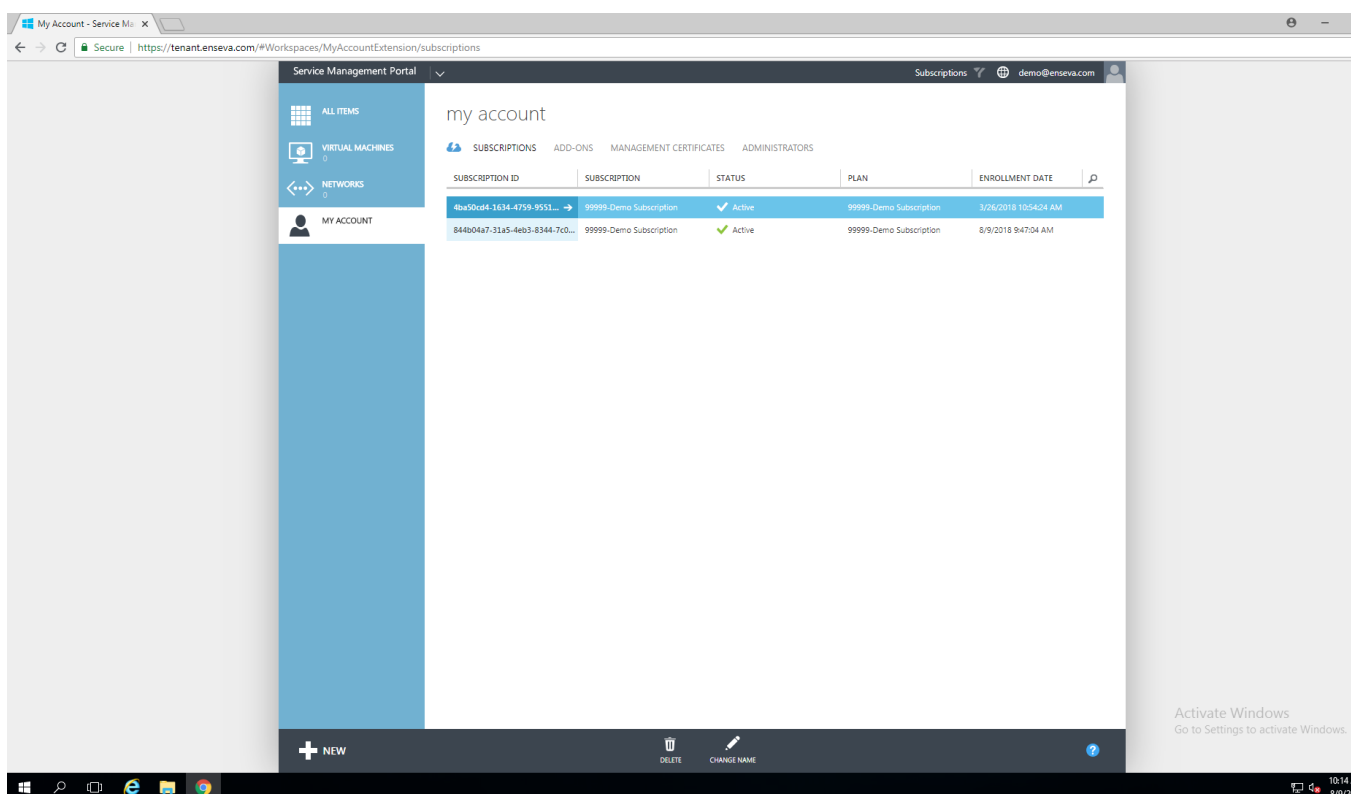 My Account - Service Ma
Secure | https://tenant.enseva.com/#Workspaces/MyAccountExtension/subscriptions
Service Management Portal
Subscriptions
demo@enseva.com
ALL ITEMS
VIRTUAL MACHINES
0
NETWORKS
0
MY ACCOUNT
my account
SUBSCRIPTIONS ADD-ONS MANAGEMENT CERTIFICATES ADMINISTRATORS
SUBSCRIPTION ID SUBSCRIPTION STATUS PLAN ENROLLMENT DATE
4ba50cd4-1634-4759-9551... 99999-Demo Subscription Active 99999-Demo Subscription 3/26/2018 10:54:24 AM
844b04a7-31a5-4eb3-8344-7c0... 99999-Demo Subscription Active 99999-Demo Subscription 8/9/2018 9:47:04 AM
Activate Windows
Go to Settings to activate Windows.
NEW
DELETE
CHANGE NAME
?
10:14